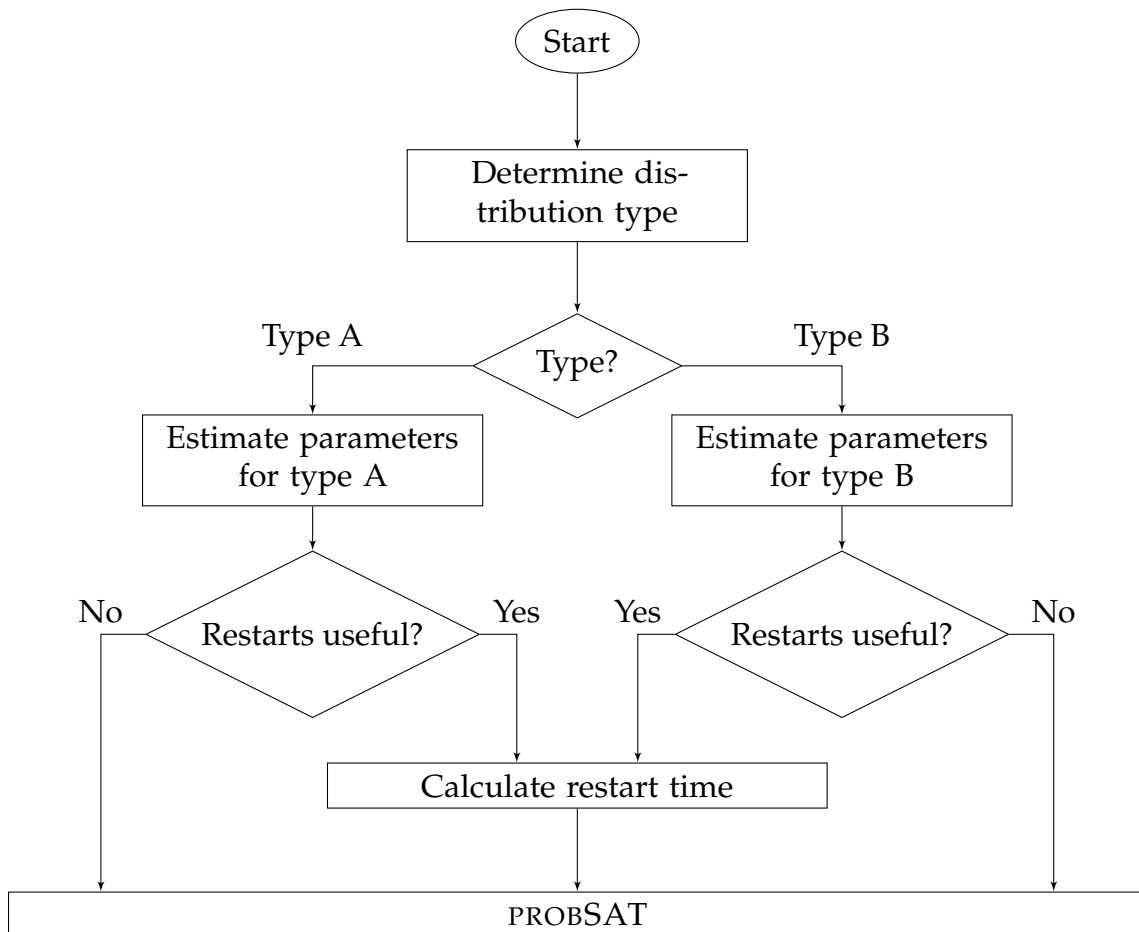 Start
Determine dis-
tribution type
Type A
Type?
Type B
Estimate parameters
for type A
Estimate parameters
for type B
No
Restarts useful?
Yes
Yes
Restarts useful?
No
Calculate restart time
PROBSAT